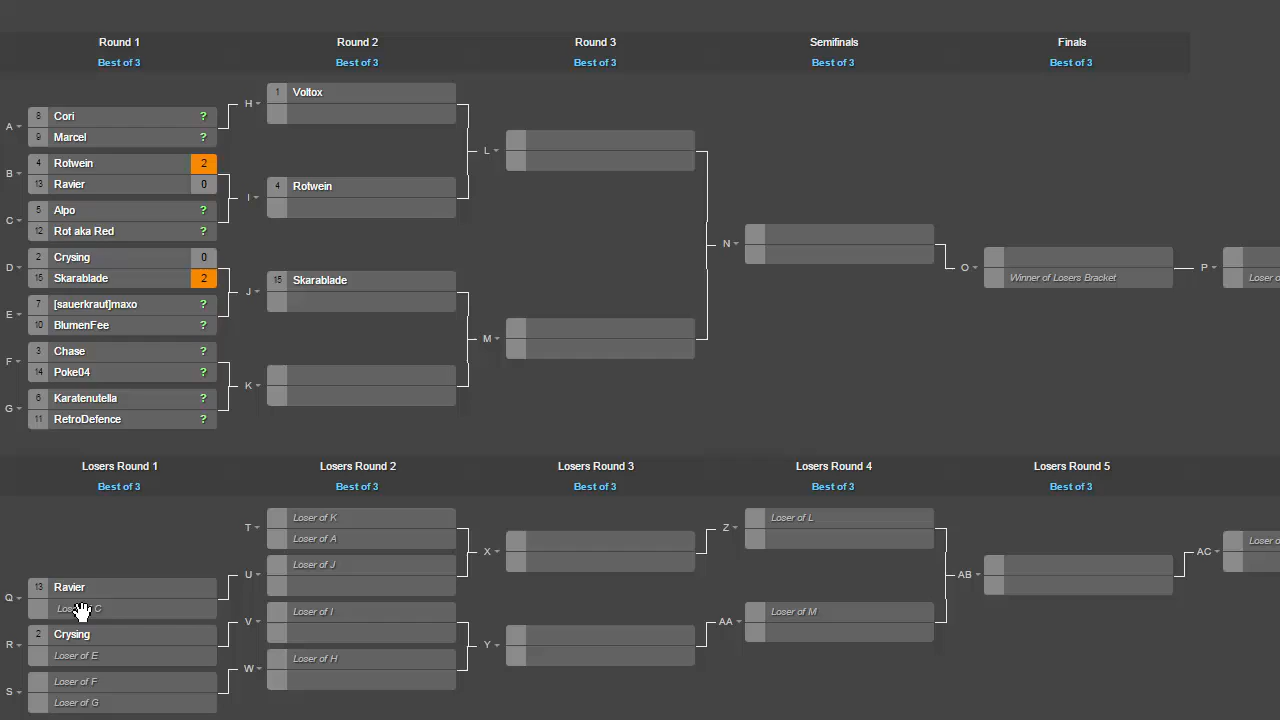 Round 1 Round 2 Round 3 Semifinals Finals
Best of 3 Best of 3 Best of 3 Best of 3 Best of 3
A
8 Cori ?
9 Marcel ?
B
4 Rotwein 2
13 Ravier 0
C
5 Alpo ?
12 Rot aka Red ?
D
2 Crysing 0
15 Skarablade 2
E
7 [sauerkraut]maxo ?
10 BlumenFee ?
F
3 Chase ?
14 Poke04 ?
G
6 Karatenutella ?
11 RetroDefence ?
H
1 Voltox
I
4 Rotwein
J
15 Skarablade
K
L
M
N
O
Winner of Losers Bracket
P
Loser o
Losers Round 1 Losers Round 2 Losers Round 3 Losers Round 4 Losers Round 5
Best of 3 Best of 3 Best of 3 Best of 3 Best of 3
Q
13 Ravier
C
R
2 Crysing
Loser of E
S
Loser of F
Loser of G
T
Loser of K
Loser of A
U
Loser of J
V
Loser of I
W
Loser of H
X
Y
Z
Loser of L
AA
Loser of M
AB
AC
Loser o